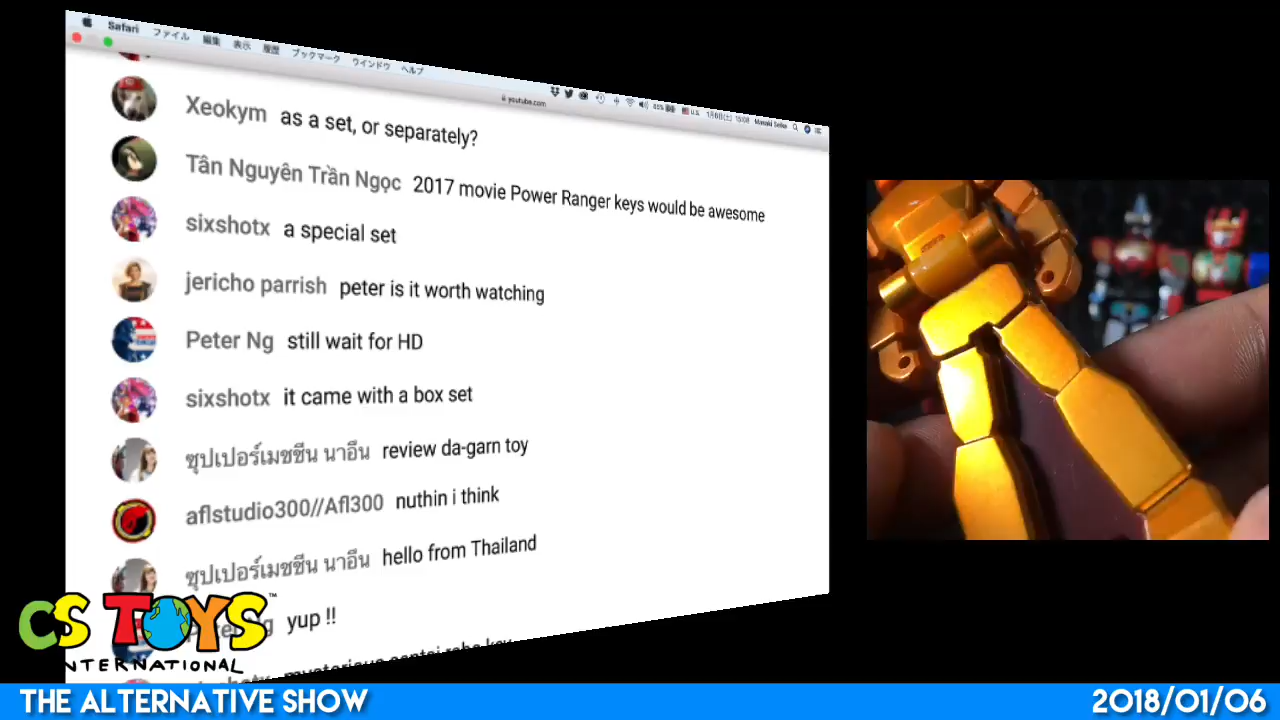 Safari ファイル 編集 表示 履歴 ブックマーク ウインドウ ヘルプ
youtube.com
Xeokym as a set, or separately?
Tân Nguyên Trần Ngọc 2017 movie Power Ranger keys would be awesome
sixshotx a special set
jericho parrish peter is it worth watching
Peter Ng still wait for HD
sixshotx it came with a box set
ซุปเปอร์เมชชีน นาอึน review da-garn toy
aflstudio300//Afl300 nuthin i think
ซุปเปอร์เมชชีน นาอึน hello from Thailand
yup !!
CS TOYS™
INTERNATIONAL
THE ALTERNATIVE SHOW
2018/01/06